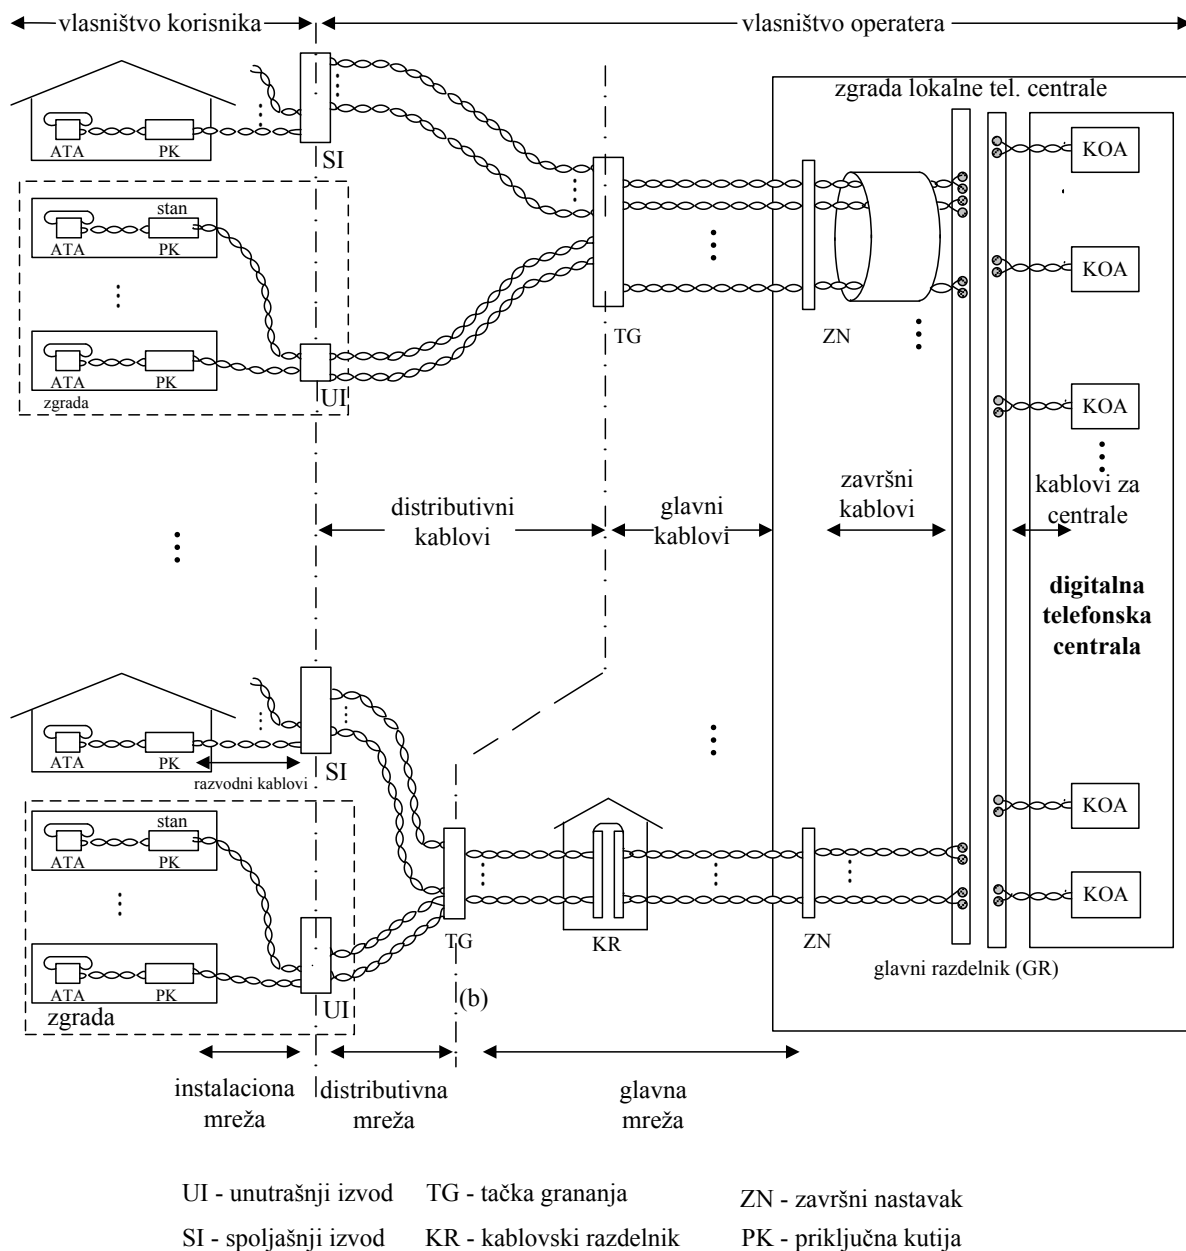 vlasništvo korisnika
vlasništvo operatera
zgrada lokalne tel. centrale
ATA
PK
SI
KOA
stan
ATA
PK
KOA
TG
ZN
ATA
PK
zgrada
UI
KOA
distributivni
kablovi
glavni
kablovi
završni
kablovi
kablovi za
centrale
digitalna
telefonska
centrala
ATA
PK
razvodni kablovi
SI
KOA
stan
ATA
PK
KOA
TG
KR
ZN
glavni razdelnik (GR)
ATA
PK
zgrada
UI
(b)
instalaciona
mreža
distributivna
mreža
glavna
mreža
UI - unutrašnji izvod
TG - tačka grananja
ZN - završni nastavak
SI - spoljašnji izvod
KR - kablovski razdelnik
PK - priključna kutija